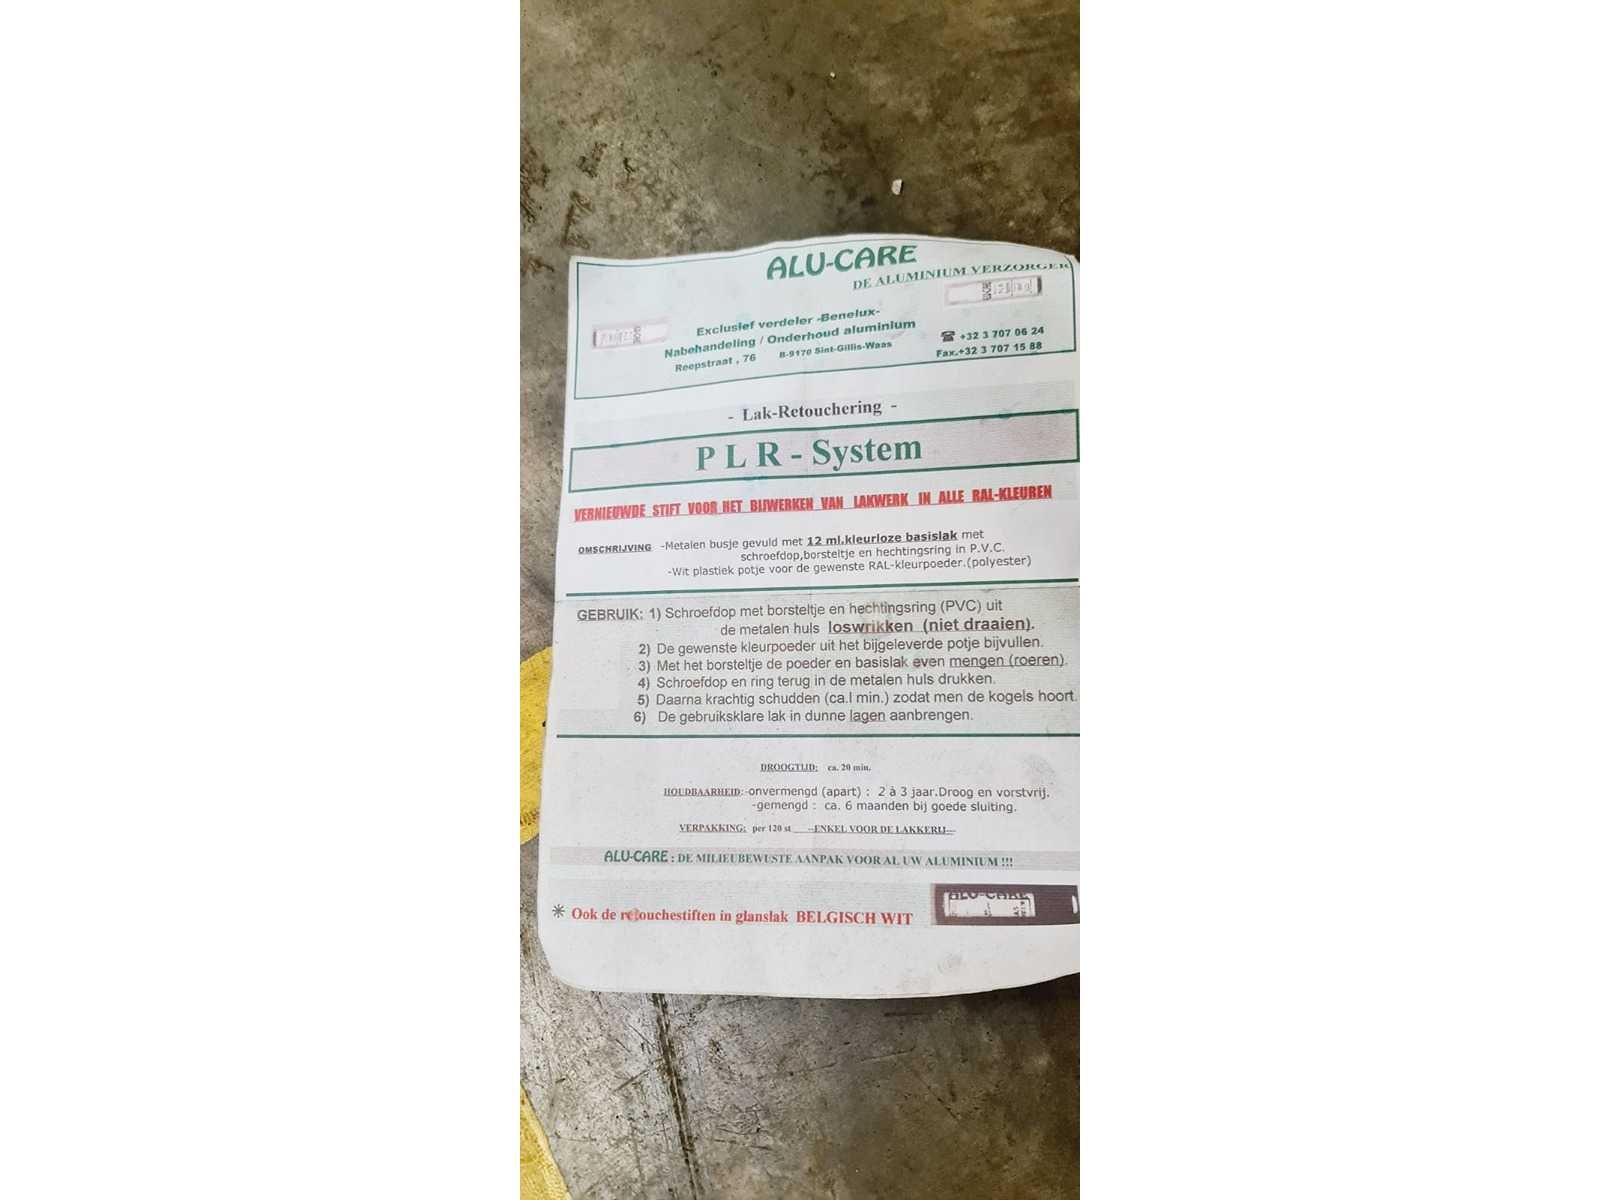 ALU-CARE
DE ALUMINIUM VERZORGER
Exclusief verdeler -Benelux-
Nabehandeling / Onderhoud aluminium
Reepstraat , 76 B-9170 Sint-Gillis-Waas
☎ +32 3 707 06 24
Fax.+32 3 707 15 88
- Lak-Retouchering -
P L R - System
VERNIEUWDE STIFT VOOR HET BIJWERKEN VAN LAKWERK IN ALLE RAL-KLEUREN
OMSCHRIJVING -Metalen busje gevuld met 12 ml.kleurloze basislak met
schroefdop,borsteltje en hechtingsring in P.V.C.
-Wit plastiek potje voor de gewenste RAL-kleurpoeder.(polyester)
GEBRUIK: 1) Schroefdop met borsteltje en hechtingsring (PVC) uit
de metalen huls loswrikken (niet draaien).
2) De gewenste kleurpoeder uit het bijgeleverde potje bijvullen.
3) Met het borsteltje de poeder en basislak even mengen (roeren).
4) Schroefdop en ring terug in de metalen huls drukken.
5) Daarna krachtig schudden (ca.l min.) zodat men de kogels hoort.
6) De gebruiksklare lak in dunne lagen aanbrengen.
DROOGTIJD: ca. 20 min.
HOUDBAARHEID:-onvermengd (apart) : 2 à 3 jaar.Droog en vorstvrij.
-gemengd : ca. 6 maanden bij goede sluiting.
VERPAKKING: per 120 st --ENKEL VOOR DE LAKKERIJ---
ALU-CARE : DE MILIEUBEWUSTE AANPAK VOOR AL UW ALUMINIUM !!!
* Ook de retouchestiften in glanslak BELGISCH WIT
ALU-CARE